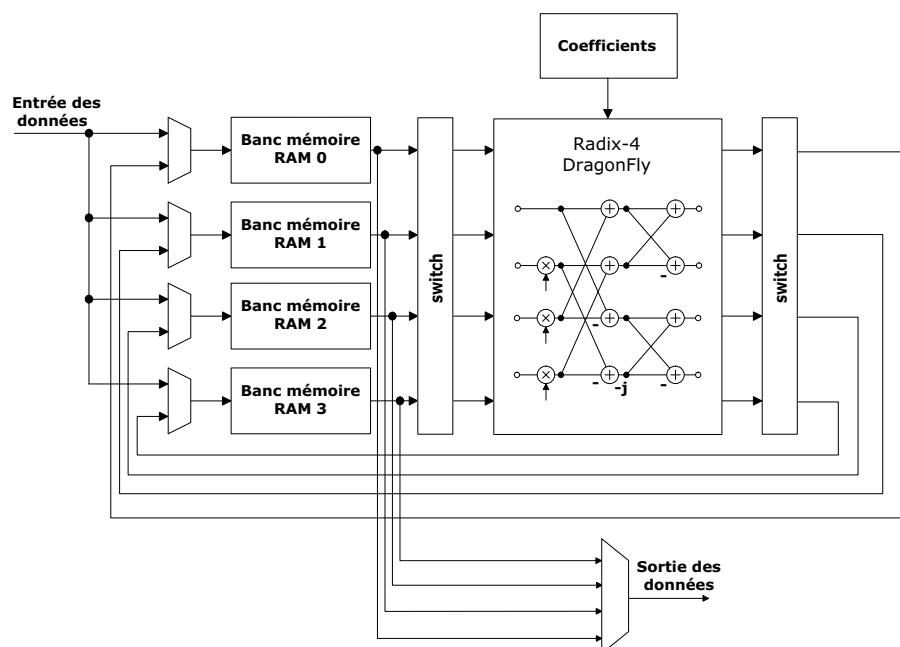 Coefficients
Entrée des
données
Banc mémoire
RAM 0
Banc mémoire
RAM 1
Banc mémoire
RAM 2
Banc mémoire
RAM 3
switch
Radix-4
DragonFly
+
+
×
+
-
+
×
-
+
+
×
-
+
-j
-
+
switch
Sortie des
données